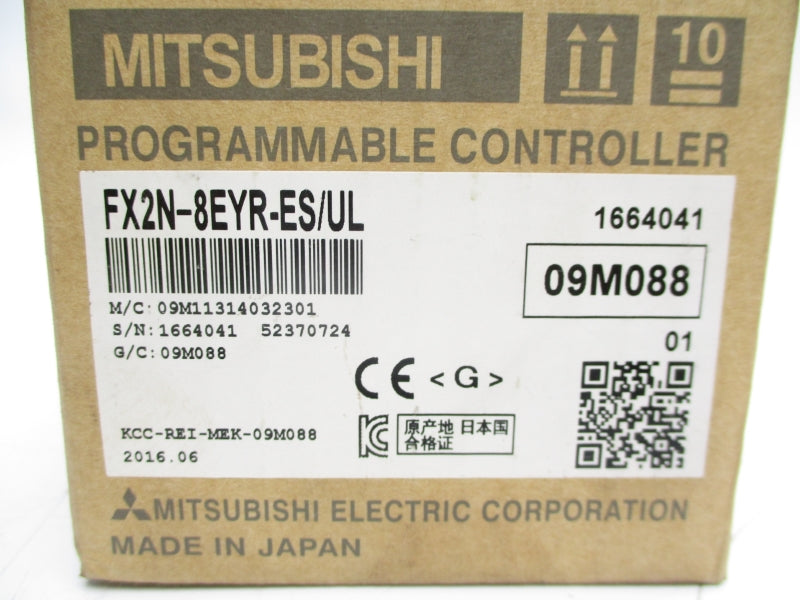 MITSUBISHI
10
PROGRAMMABLE CONTROLLER
FX2N-8EYR-ES/UL
1664041
09M088
M/C:09M11314032301
S/N:1664041 52370724
G/C:09M088
01
CE <G>
KCC-REI-MEK-09M088
2016.06
原产地 日本国
合格证
MITSUBISHI ELECTRIC CORPORATION
MADE IN JAPAN